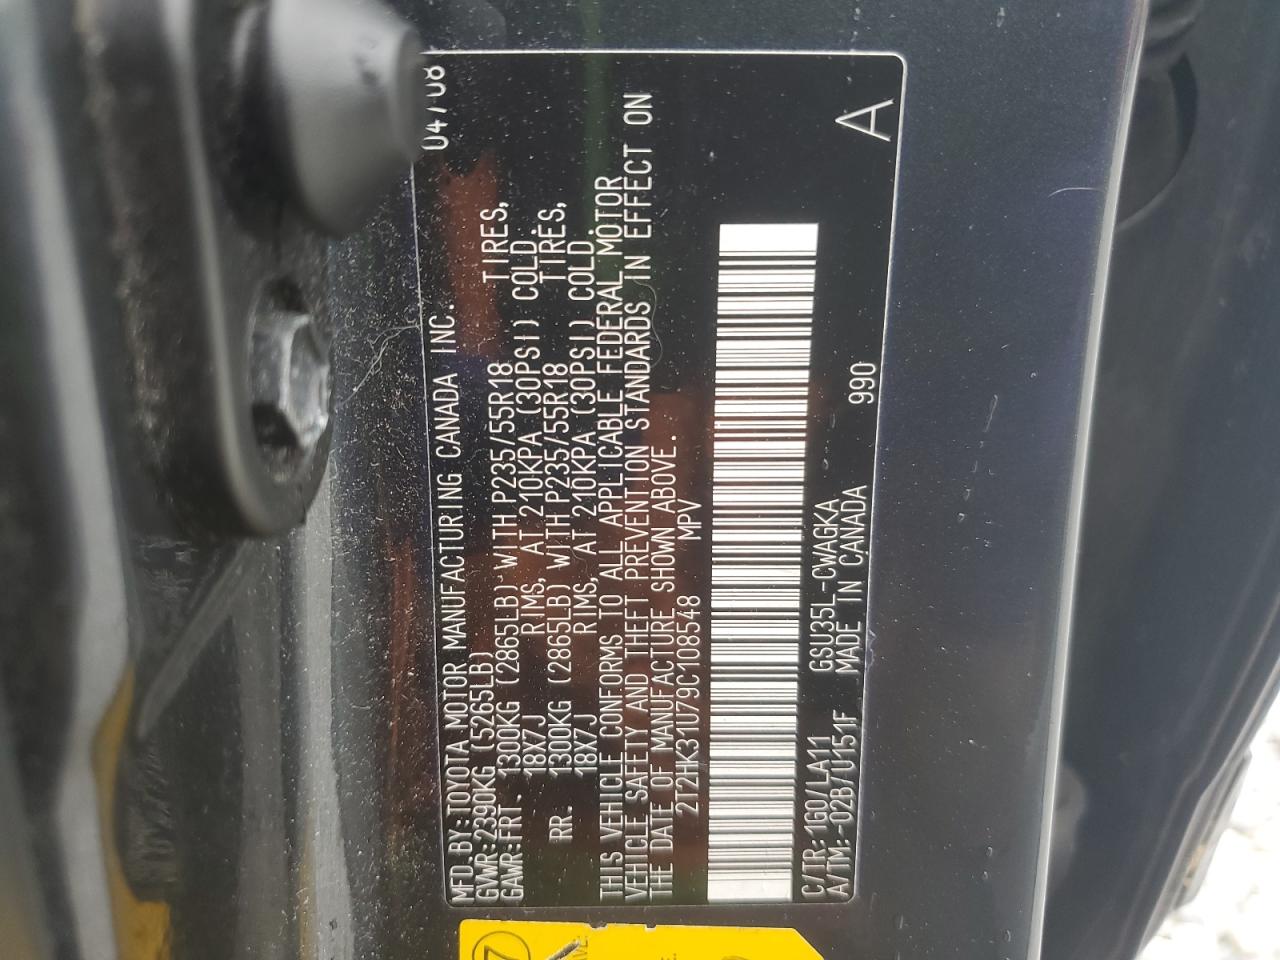 MFD.BY:TOYOTA MOTOR MANUFACTURING CANADA INC. 04/08
GVWR:2390KG (5265LB)
GAWR:FRT. 1300KG (2865LB) WITH P235/55R18 TIRES,
18X7J RIMS, AT 210KPA (30PSI) COLD.
RR. 1300KG (2865LB) WITH P235/55R18 TIRES,
18X7J RIMS, AT 210KPA (30PSI) COLD.
THIS VEHICLE CONFORMS TO ALL APPLICABLE FEDERAL MOTOR
VEHICLE SAFETY AND THEFT PREVENTION STANDARDS IN EFFECT ON
THE DATE OF MANUFACTURE SHOWN ABOVE.
2T2HK31U79C108548 MPV
C/TR:1G0/LA11 GSU35L-CWAGKA
A/TM:-02B/U151F MADE IN CANADA 990 A
7